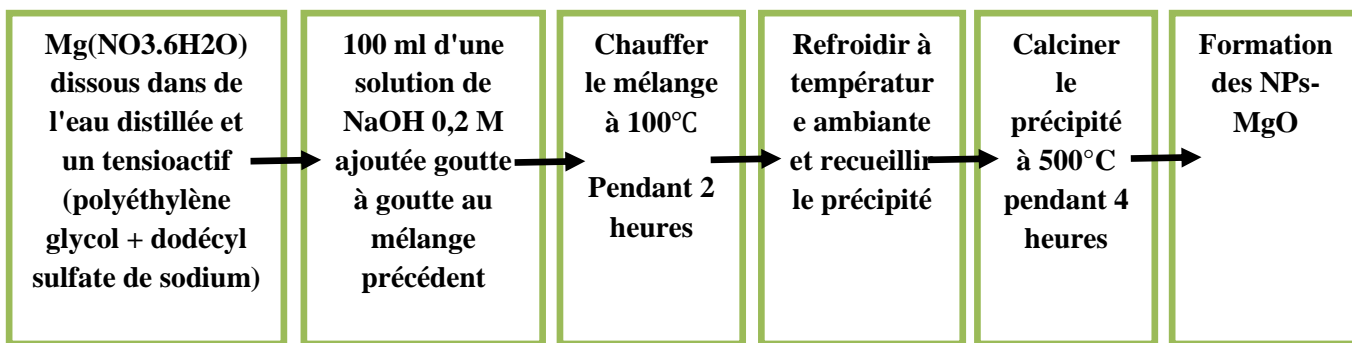 Mg(NO3.6H2O)
dissous dans de
l'eau distillée et
un tensioactif
(polyéthylène
glycol + dodécyl
sulfate de sodium)
100 ml d'une
solution de
NaOH 0,2 M
ajoutée goutte
à goutte au
mélange
précédent
Chauffer
le mélange
à 100°C
Pendant 2
heures
Refroidir à
températur
e ambiante
et recueillir
le précipité
Calciner
le
précipité
à 500°C
pendant 4
heures
Formation
des NPs-
MgO